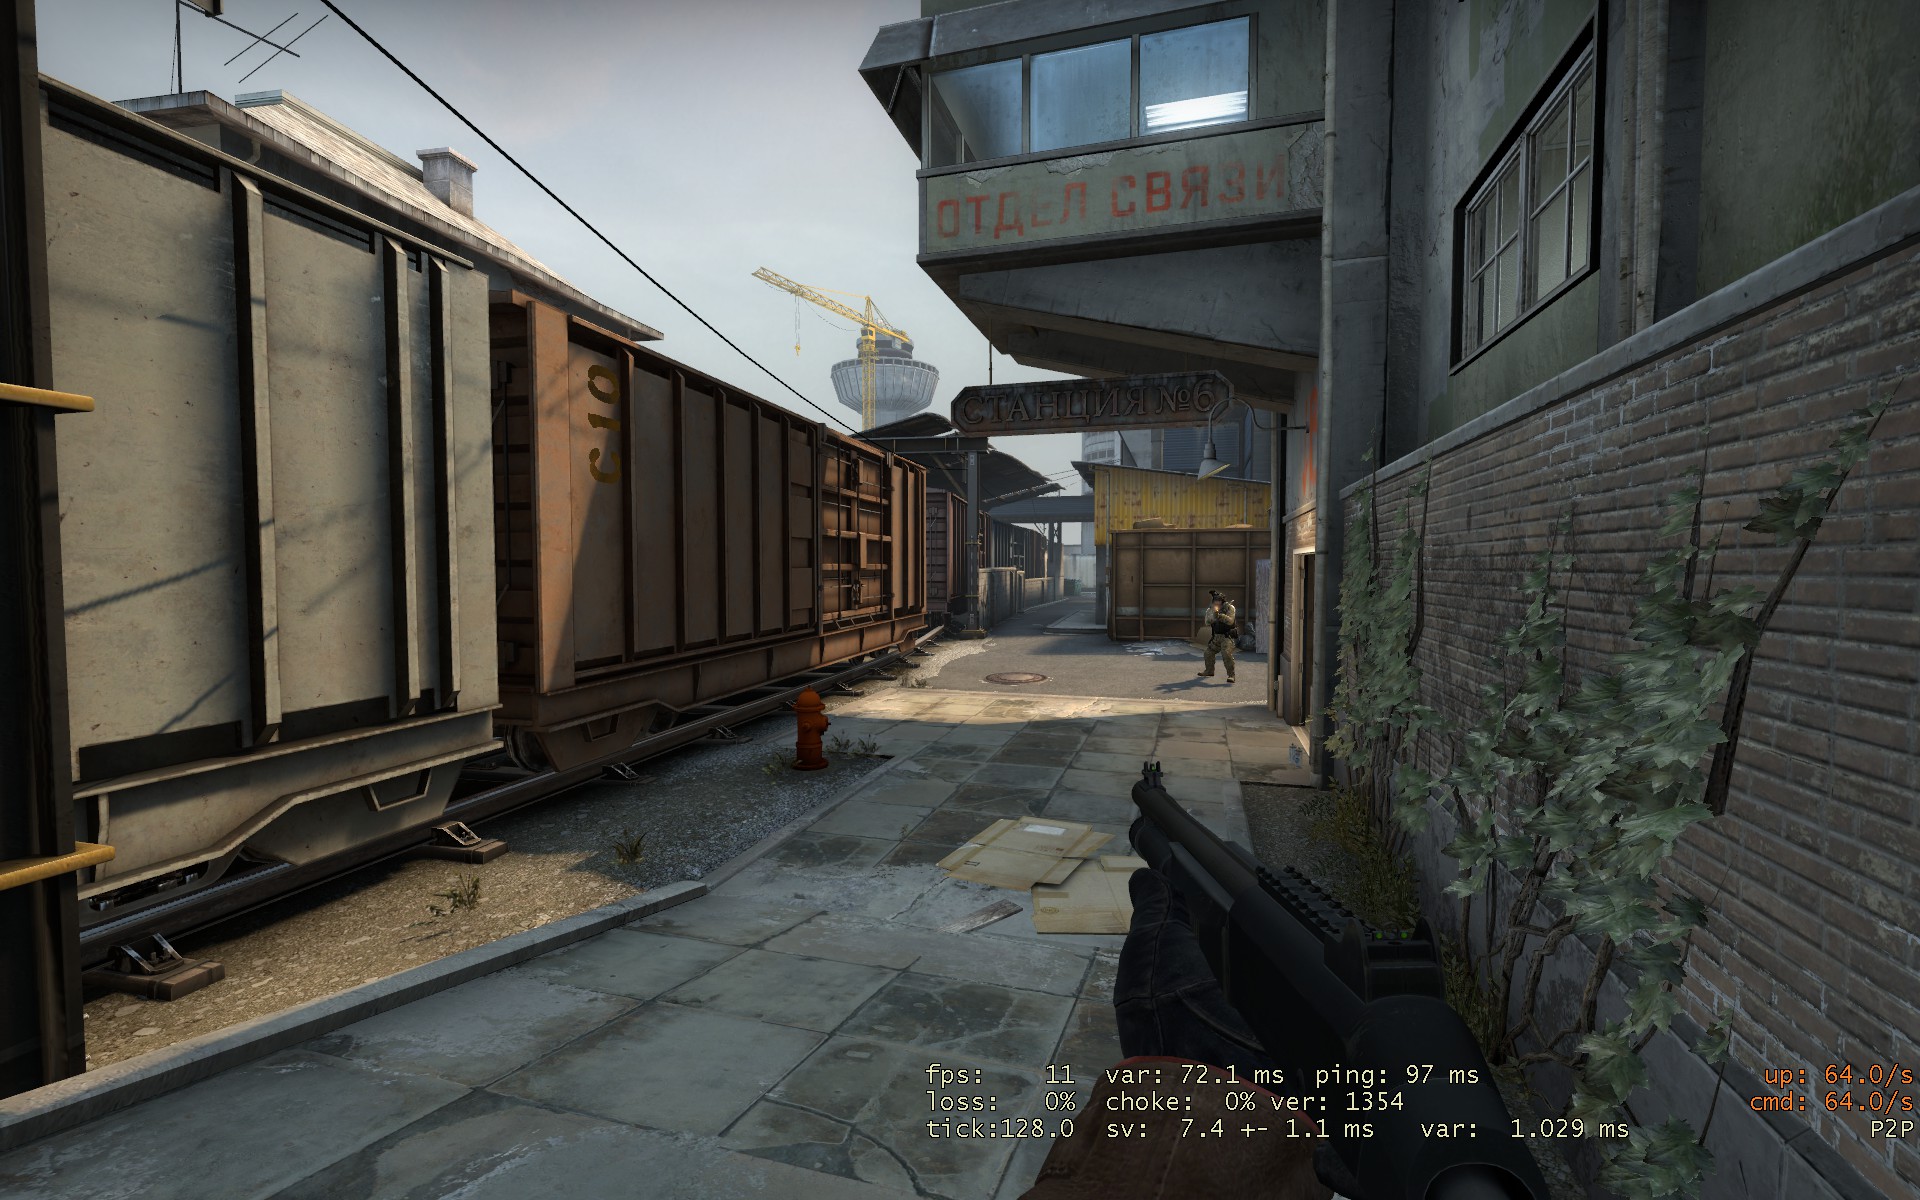 ОТДЕЛ СВЯЗИ
СТАНЦИЯ №6
C10
fps: 11 var: 72.1 ms ping: 97 ms
loss: 0% choke: 0% ver: 1354
tick:128.0 sv: 7.4 +- 1.1 ms var: 1.029 ms
up: 64.0/s
cmd: 64.0/s
P2P